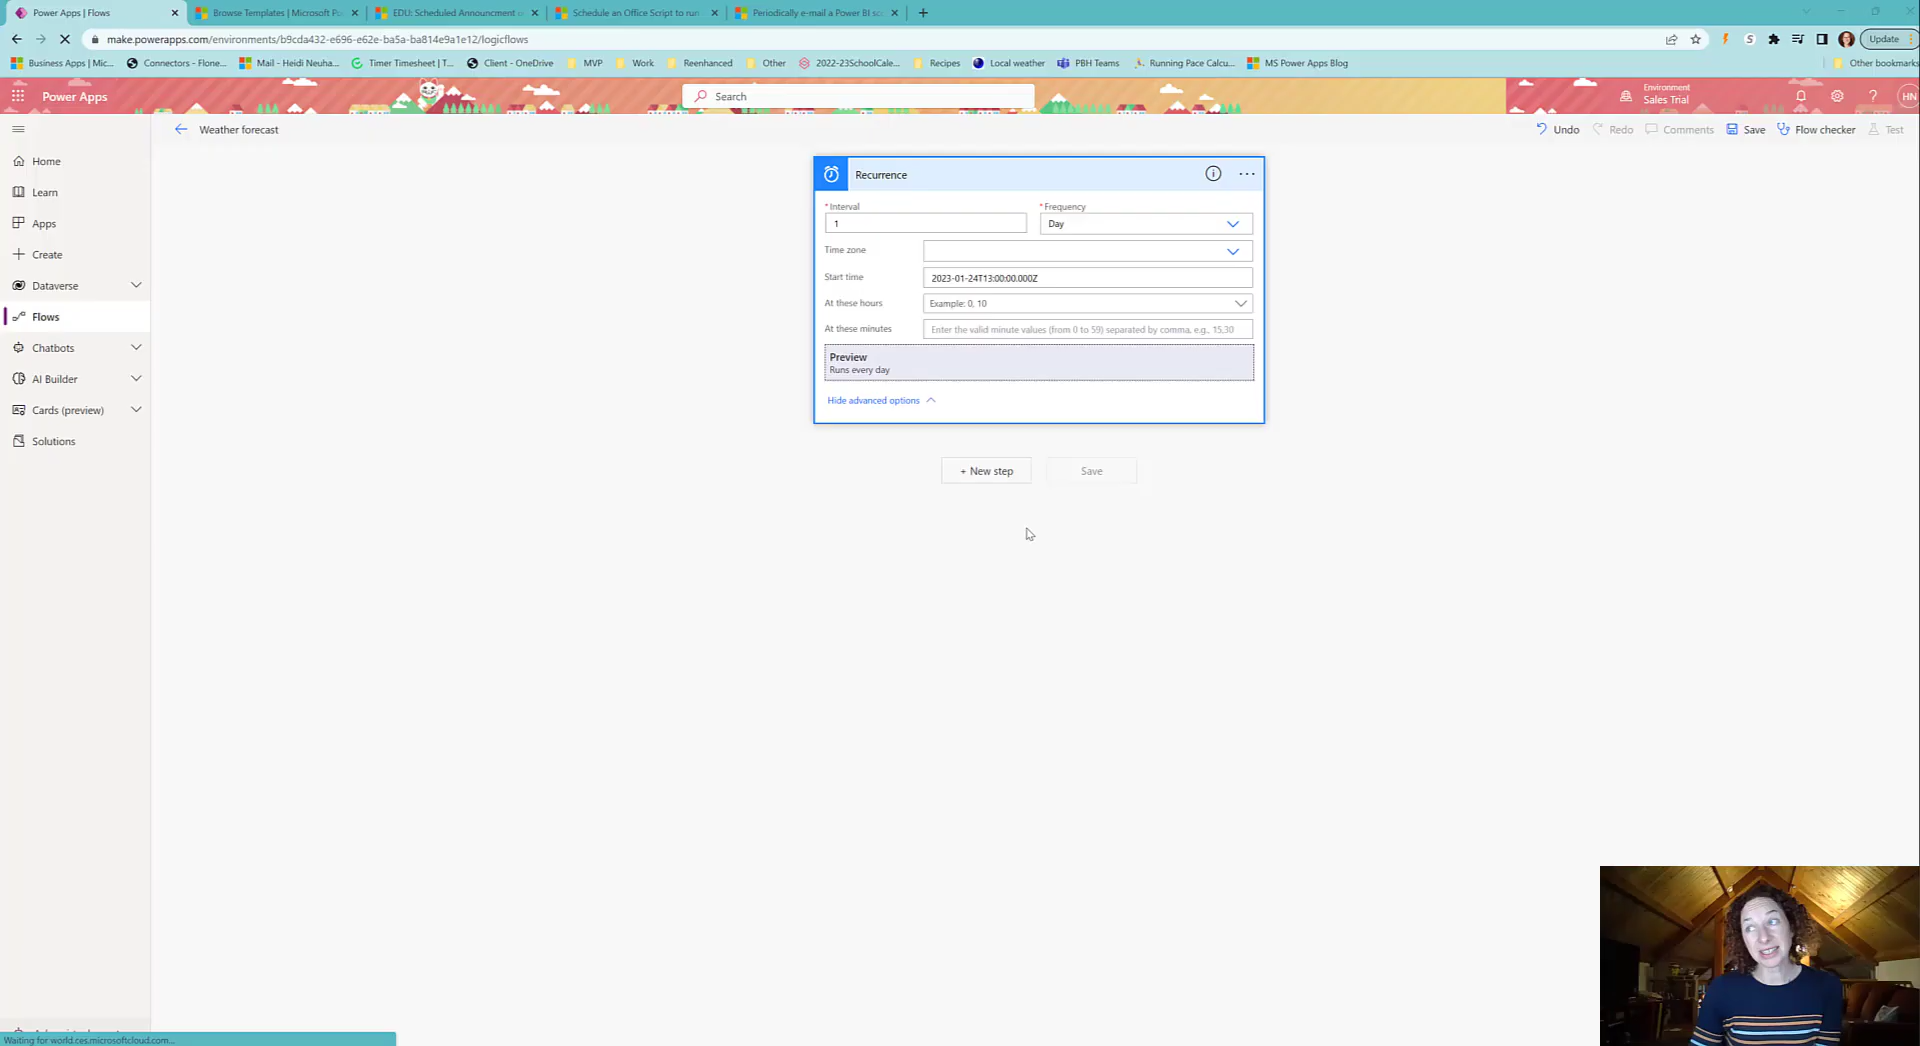 Power Apps | Flows
Browse Templates | Microsoft Po
EDU: Scheduled Announcment o
Schedule an Office Script to run
Periodically e-mail a Power BI sc
make.powerapps.com/environments/b9cda432-e696-e62e-ba5a-ba814e9a1e12/logicflows
Update
Business Apps | Mic...
Connectors - Flone...
Mail - Heidi Neuha...
Timer Timesheet | T...
Client - OneDrive
MVP
Work
Reenhanced
Other
2022-23SchoolCale...
Recipes
Local weather
PBH Teams
Running Pace Calcu...
MS Power Apps Blog
Other bookmarks
Power Apps
Search
Environment
Sales Trial
HN
Weather forecast
Undo
Redo
Comments
Save
Flow checker
Test
Home
Learn
Apps
Create
Dataverse
Flows
Chatbots
AI Builder
Cards (preview)
Solutions
Recurrence
* Interval
* Frequency
1
Day
Time zone
Start time
2023-01-24T13:00:00.000Z
At these hours
Example: 0, 10
At these minutes
Enter the valid minute values (from 0 to 59) separated by comma, e.g., 15,30
Preview
Runs every day
Hide advanced options
+ New step
Save
Waiting for world.ces.microsoftcloud.com...